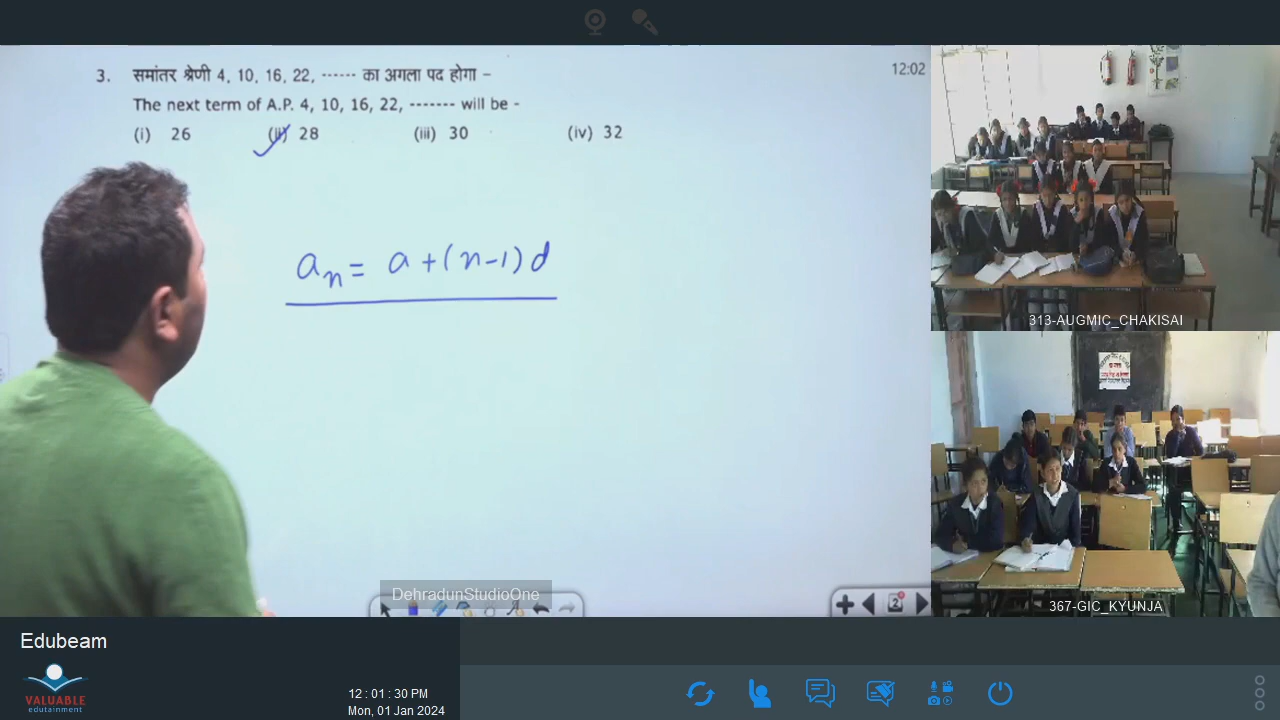 3. समांतर श्रेणी 4, 10, 16, 22, ------ का अगला पद होगा –
12:02
The next term of A.P. 4, 10, 16, 22, ------- will be -
(i) 26 (ii) 28 (iii) 30 (iv) 32
aₙ = a + (n-1) d
313-AUGMIC_CHAKISAI
367-GIC_KYUNJA
DehradunStudioOne
2
Edubeam
VALUABLE
edutainment
12 : 01 : 30 PM
Mon, 01 Jan 2024